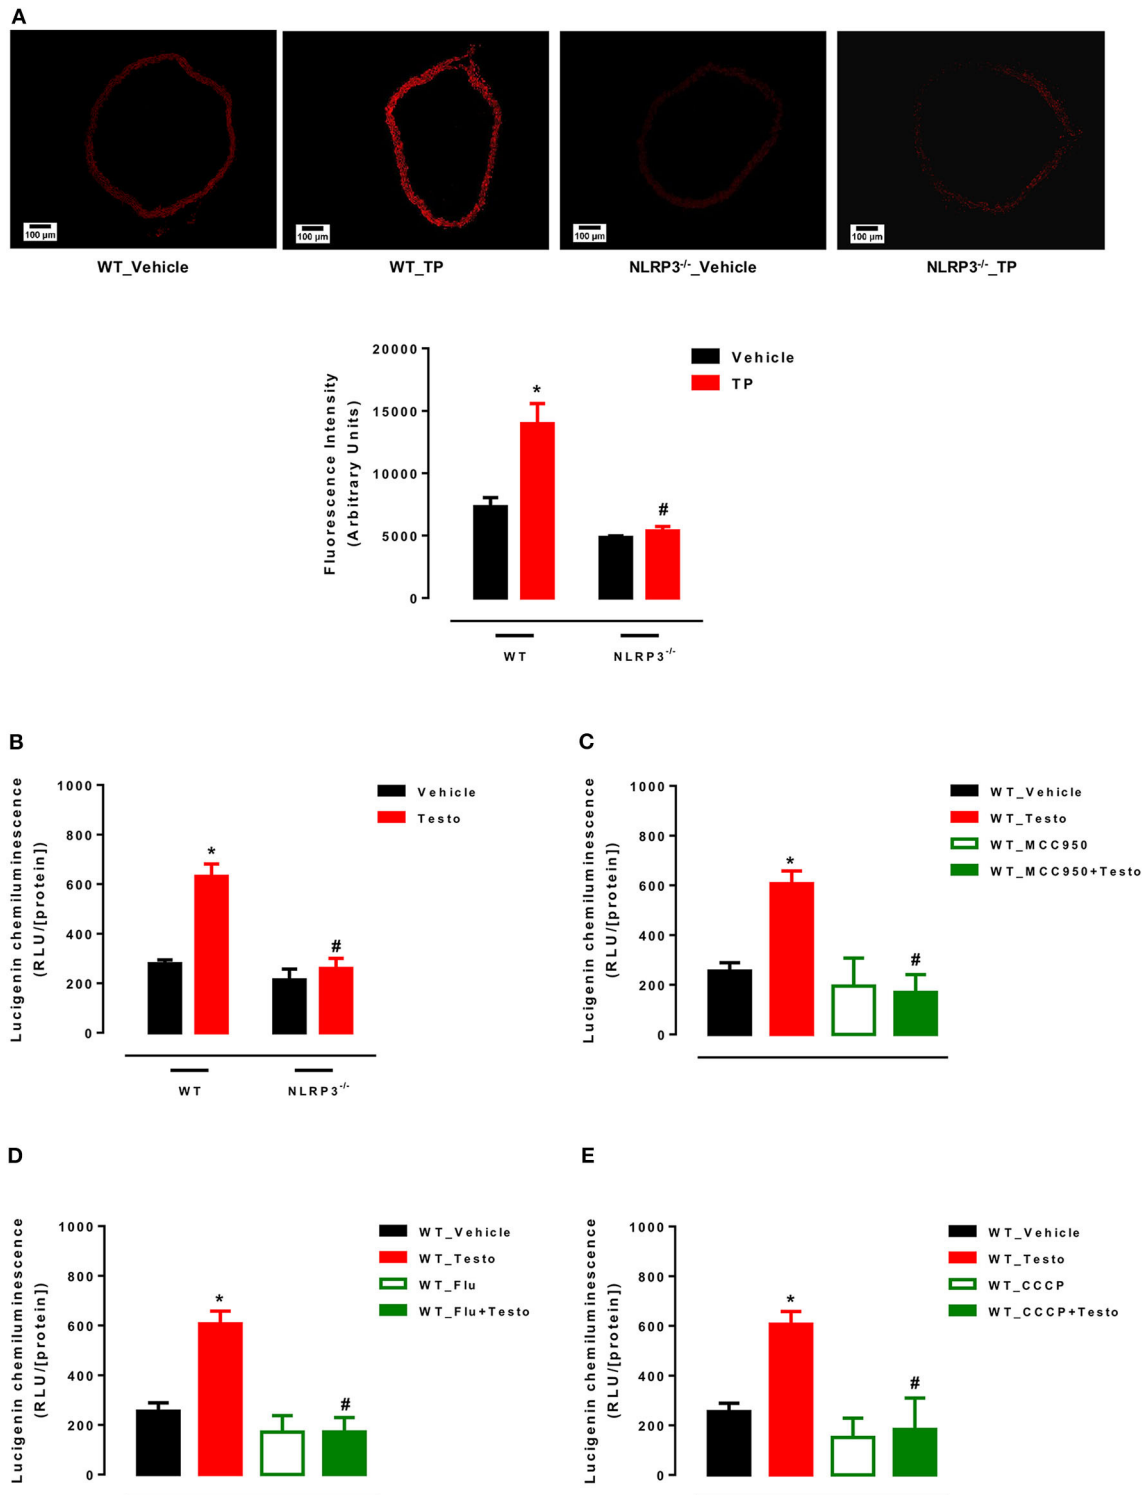 A
100 µm
100 µm
100 µm
100 µm
WT_Vehicle
WT_TP
NLRP3-/-_Vehicle
NLRP3-/-_TP
Fluorescence Intensity
(Arbitrary Units)
20000
15000
10000
5000
0
*
#
Vehicle
TP
WT
NLRP3-/-
B
Lucigenin chemiluminescence
(RLU/[protein])
1000
800
600
400
200
0
*
#
Vehicle
Testo
WT
NLRP3-/-
C
Lucigenin chemiluminescence
(RLU/[protein])
1000
800
600
400
200
0
*
#
WT_Vehicle
WT_Testo
WT_MCC950
WT_MCC950+Testo
D
Lucigenin chemiluminescence
(RLU/[protein])
1000
800
600
400
200
0
*
#
WT_Vehicle
WT_Testo
WT_Flu
WT_Flu+Testo
E
Lucigenin chemiluminescence
(RLU/[protein])
1000
800
600
400
200
0
*
#
WT_Vehicle
WT_Testo
WT_CCCP
WT_CCCP+Testo